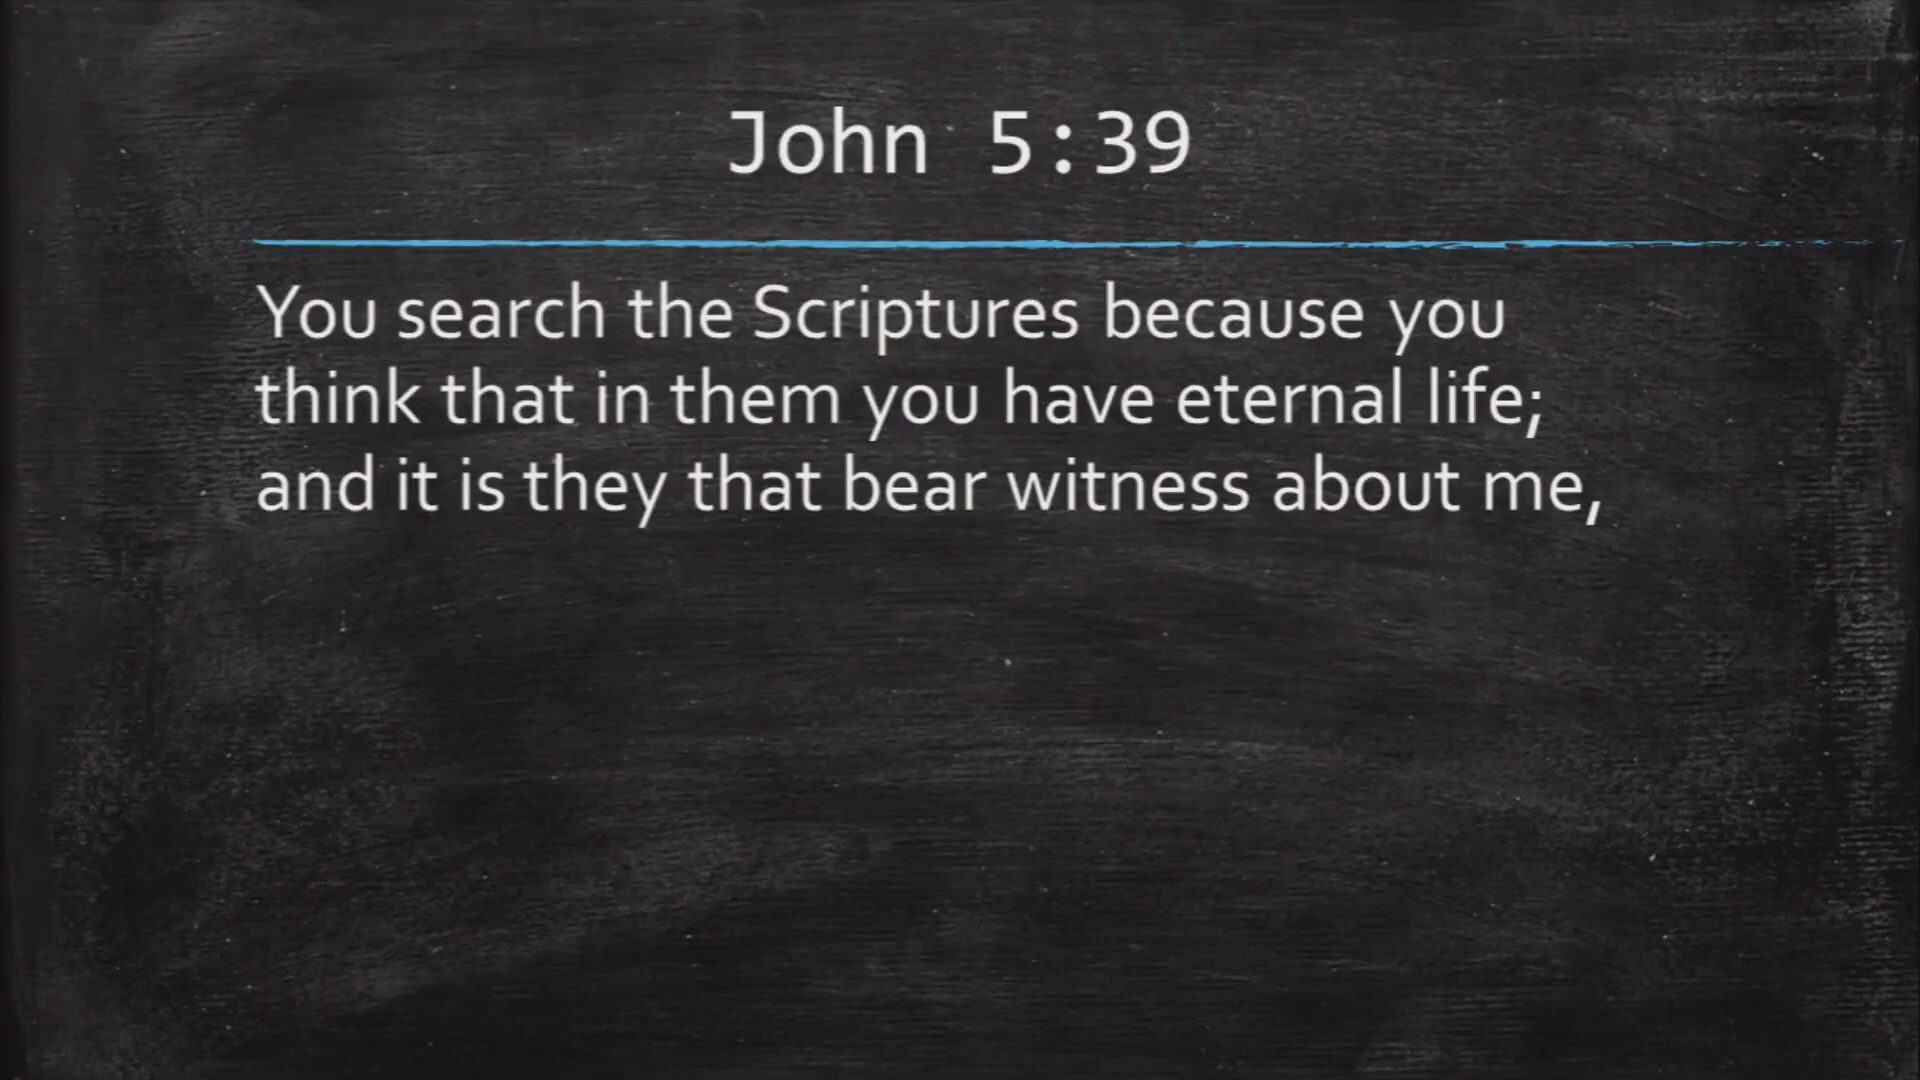 John 5:39
You search the Scriptures because you
think that in them you have eternal life;
and it is they that bear witness about me,